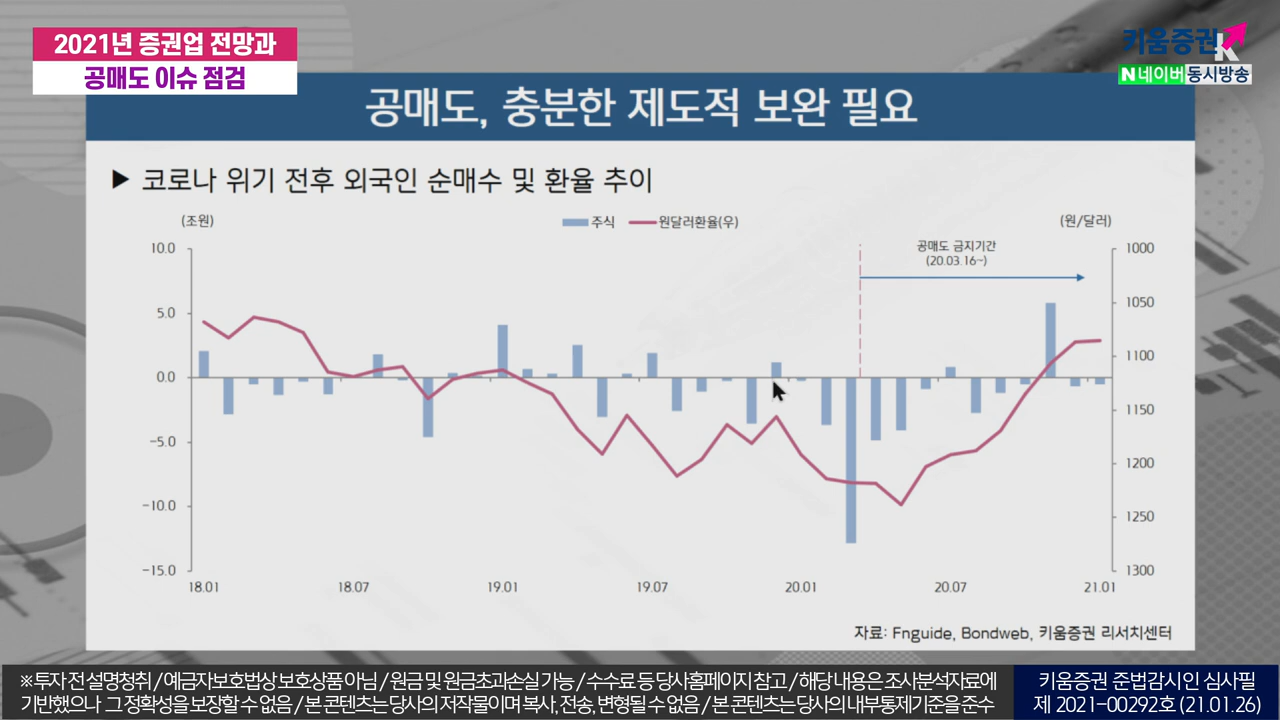 2021년 증권업 전망과
공매도 이슈 점검
키움증권
N 네이버 동시방송
공매도, 충분한 제도적 보완 필요
▶ 코로나 위기 전후 외국인 순매수 및 환율 추이
(조원)
주식
원달러환율(우)
(원/달러)
공매도 금지기간
(20.03.16~)
10.0
5.0
0.0
-5.0
-10.0
-15.0
1000
1050
1100
1150
1200
1250
1300
18.01 18.07 19.01 19.07 20.01 20.07 21.01
자료: Fnguide, Bondweb, 키움증권 리서치센터
※ 투자 전 설명청취 / 예금자보호법상 보호상품 아님 / 원금 및 원금초과손실 가능 / 수수료 등 당사홈페이지 참고 / 해당 내용은 조사분석자료에
기반했으나 그 정확성을 보장할 수 없음 / 본 콘텐츠는 당사의 저작물이며 복사, 전송, 변형될 수 없음 / 본 콘텐츠는 당사의 내부통제기준을 준수
키움증권 준법감시인 심사필
제 2021-00292호 (21.01.26)